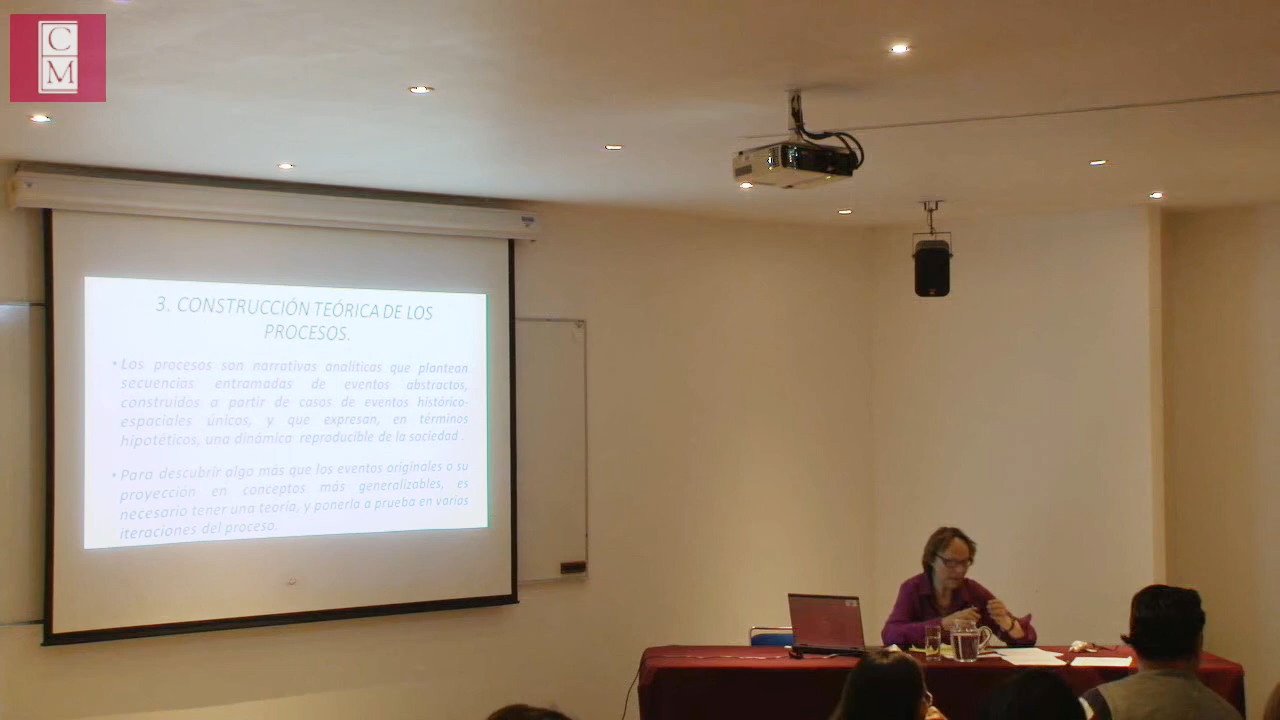 C
M
3. CONSTRUCCIÓN TEÓRICA DE LOS
PROCESOS.
• Los procesos son narrativas analíticas que plantean
secuencias entramadas de eventos abstractos,
construidos a partir de casos de eventos histórico-
espaciales únicos, y que expresan, en términos
hipotéticos, una dinámica reproducible de la sociedad .
• Para descubrir algo más que los eventos originales o su
proyección en conceptos más generalizables, es
necesario tener una teoría, y ponerla a prueba en varias
iteraciones del proceso.